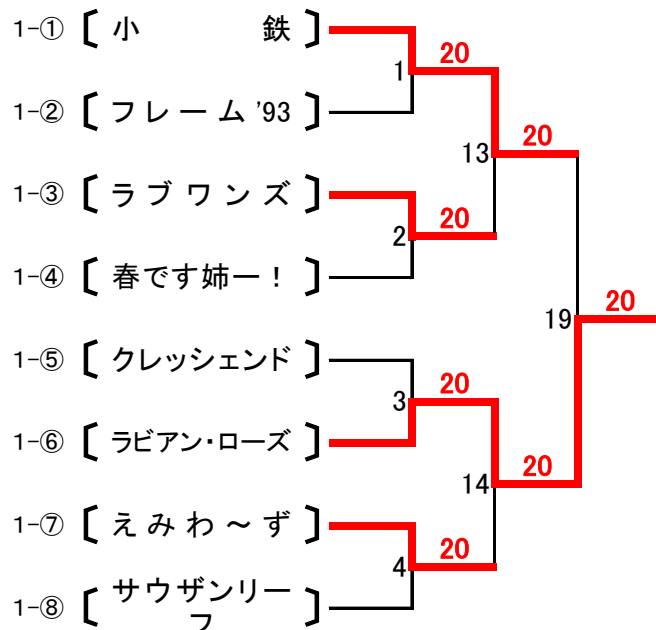 1-① 〔 小 鉄 〕
20
1
1-② 〔 フレーム '93 〕
20
13
1-③ 〔 ラブワンズ 〕
20
2
1-④ 〔 春です姉ー! 〕
20
19
1-⑤ 〔 クレッシェンド 〕
20
3
1-⑥ 〔 ラビアン・ローズ 〕
20
14
1-⑦ 〔 えみわ～ず 〕
20
4
1-⑧ 〔 サウザンリー
フ 〕